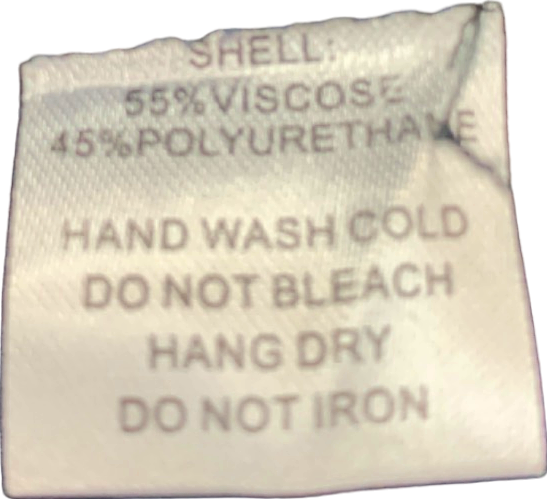 SHELL:
55%VISCOSE
45%POLYURETHANE
HAND WASH COLD
DO NOT BLEACH
HANG DRY
DO NOT IRON